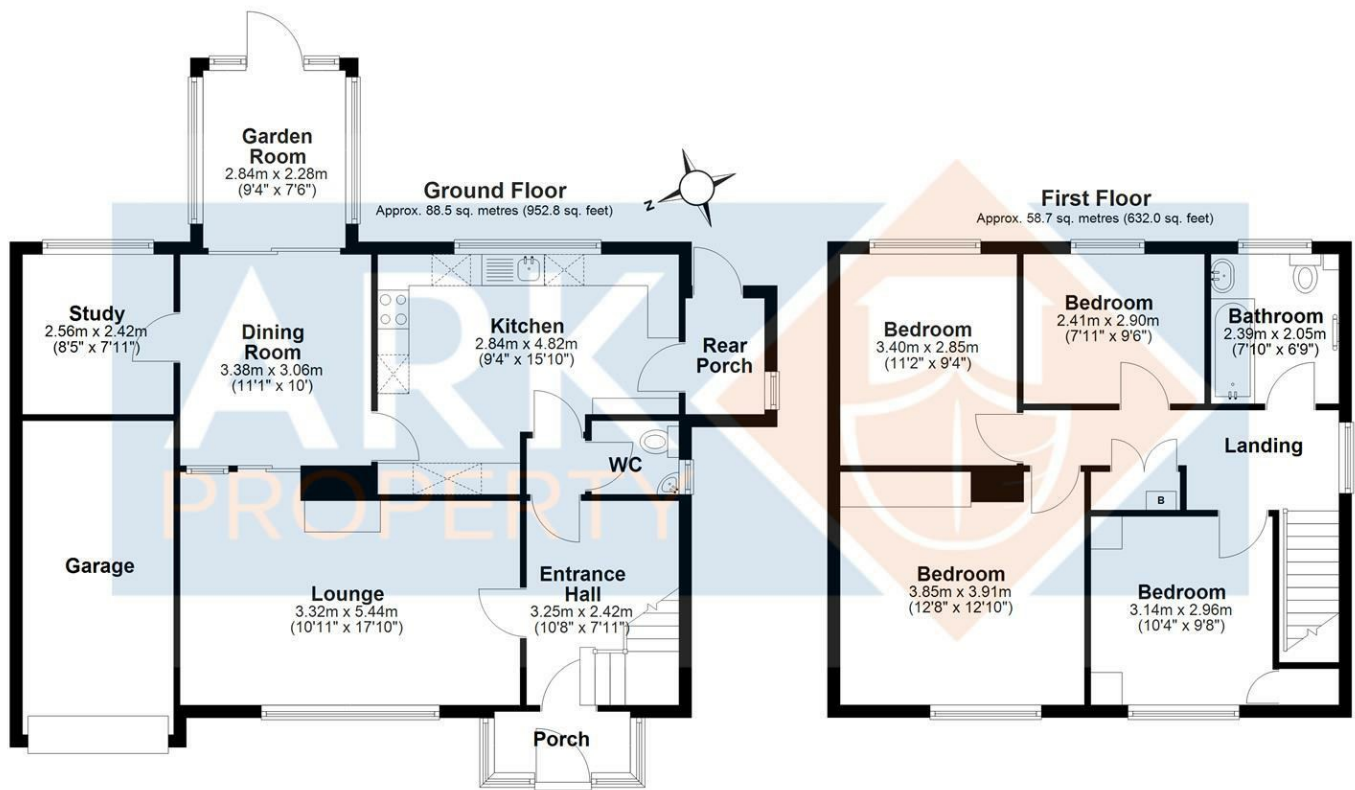 Garden
Room
2.84m x 2.28m
(9'4" x 7'6")
Ground Floor
Approx. 88.5 sq. metres (952.8 sq. feet)
N
Study
2.56m x 2.42m
(8'5" x 7'11")
Dining
Room
3.38m x 3.06m
(11'1" x 10')
Kitchen
2.84m x 4.82m
(9'4" x 15'10")
Rear
Porch
WC
Garage
Lounge
3.32m x 5.44m
(10'11" x 17'10")
Entrance
Hall
3.25m x 2.42m
(10'8" x 7'11")
Porch
First Floor
Approx. 58.7 sq. metres (632.0 sq. feet)
Bedroom
3.40m x 2.85m
(11'2" x 9'4")
Bedroom
2.41m x 2.90m
(7'11" x 9'6")
Bathroom
2.39m x 2.05m
(7'10" x 6'9")
Landing
B
Bedroom
3.85m x 3.91m
(12'8" x 12'10")
Bedroom
3.14m x 2.96m
(10'4" x 9'8")
ARK
PROPERTY